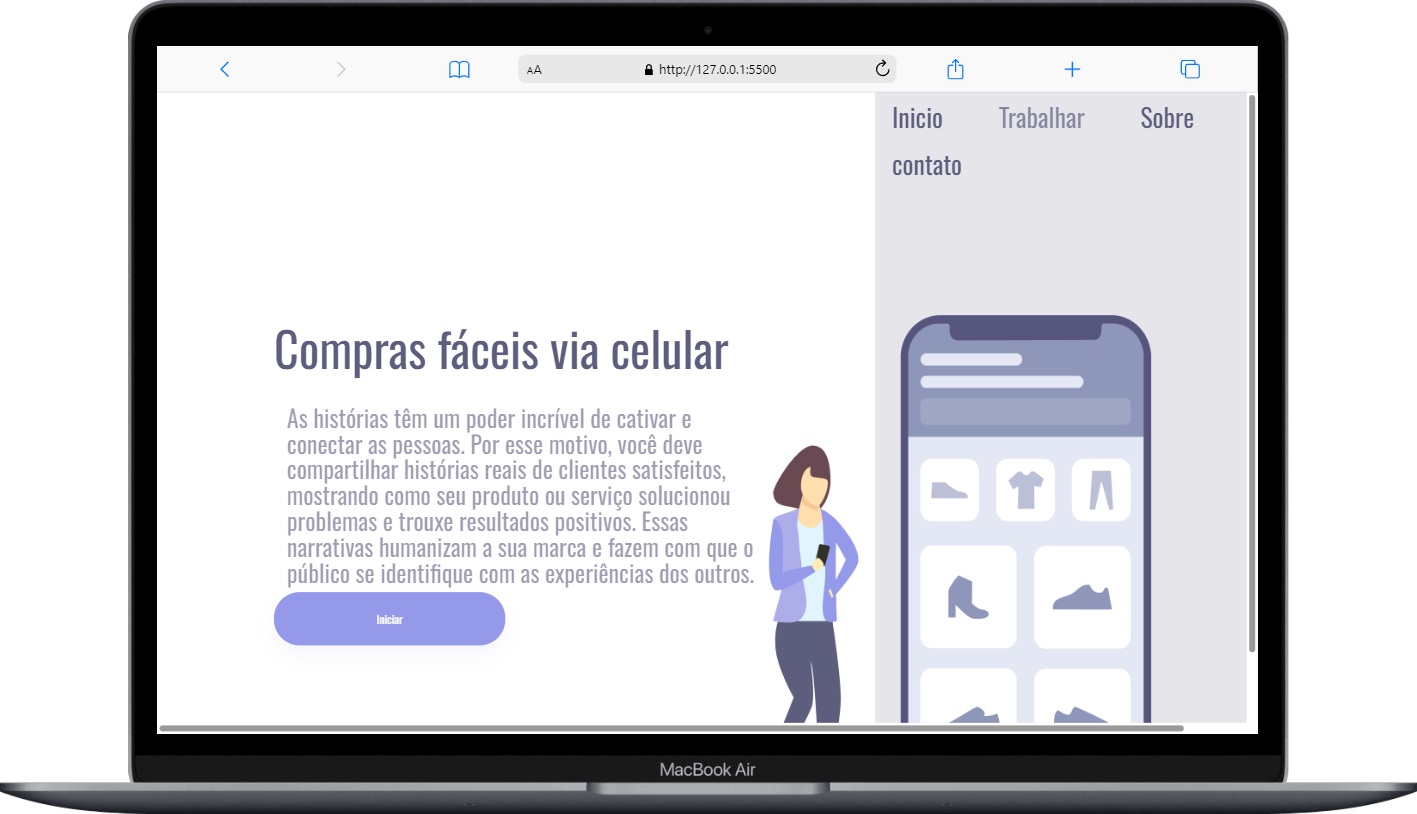 AA
http://127.0.0.1:5500
Inicio Trabalhar Sobre
contato
Compras fáceis via celular
As histórias têm um poder incrível de cativar e
conectar as pessoas. Por esse motivo, você deve
compartilhar histórias reais de clientes satisfeitos,
mostrando como seu produto ou serviço solucionou
problemas e trouxe resultados positivos. Essas
narrativas humanizam a sua marca e fazem com que o
público se identifique com as experiências dos outros.
Iniciar
MacBook Air